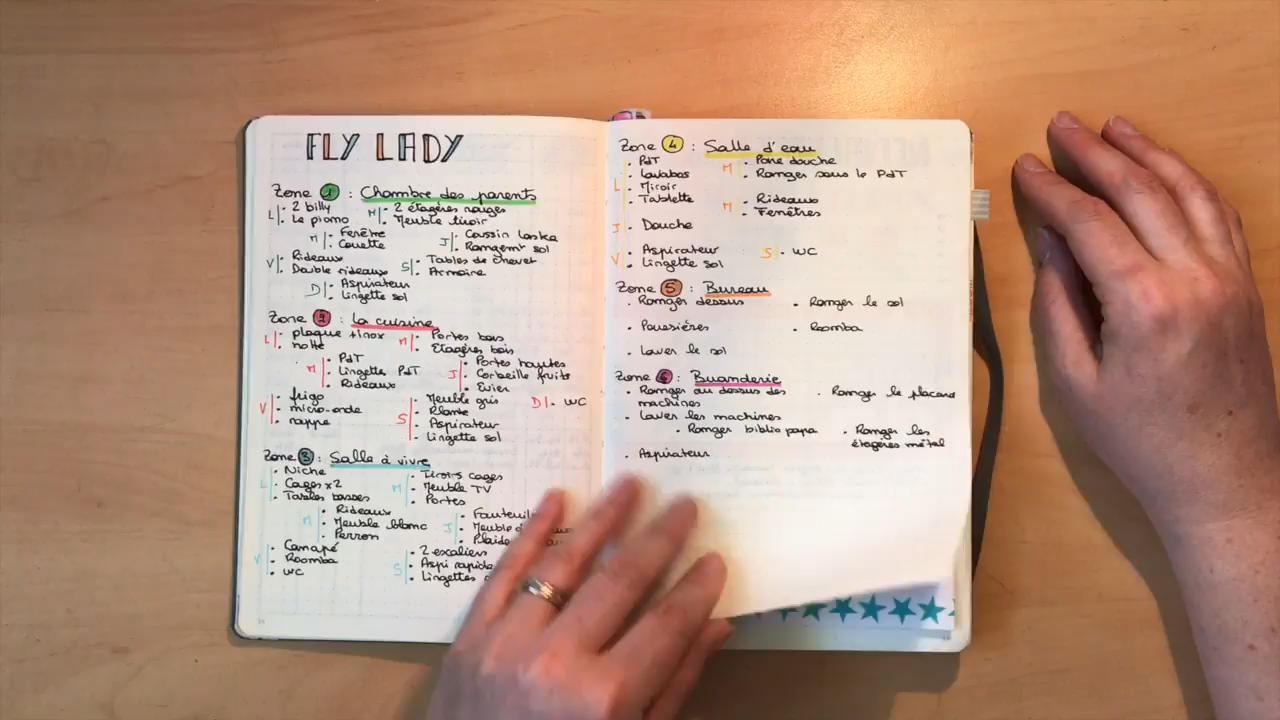 FLY LADY
Zone 1 : Chambre des parents
L . 2 billy
. Le piano
M . 2 étagères rouges
. Meuble tiroir
M . Fenêtre
. Couette
J . Coussin Laska
. Rangemt sol
V . Rideaux
. Double rideaux
S . Tables de chevet
. Armoire
D . Aspirateur
. Lingette sol
Zone 2 : La cuisine
L . plaque + inox
. hotte
M . Portes bois
. Etagères bois
M . PdT
. Lingette PdT
. Rideaux
J . Portes hautes
. Corbeille fruits
. Evier
V . frigo
. micro-onde
. nappe
S . Meuble gris
. Plante
. Aspirateur
. Lingette sol
D . WC
Zone 3 : Salle à vivre
L . Niche
. Cages x2
. Tables basses
M . Tiroirs cages
. Meuble TV
. Portes
M . Rideaux
. Meuble blanc
. Perron
J . Fauteuil
. Meuble
. Plaide
V . Canapé
. Roomba
. WC
S . 2 escaliers
. Aspi rapide
. Lingettes
Zone 4 : Salle d'eau
L . PdT
. Lavabos
. Miroir
. Tablette
M . Pare douche
. Ranger sous le PdT
M . Rideaux
. Fenêtres
J . Douche
V . Aspirateur
. Lingette sol
S . WC
Zone 5 : Bureau
. Ranger dessus
. Ranger le sol
. Poussières
. Roomba
. Laver le sol
Zone 6 : Buanderie
. Ranger au dessus des
machines
. Ranger le placard
. Laver les machines
. Ranger biblio papa
. Ranger les
étagères métal
. Aspirateur